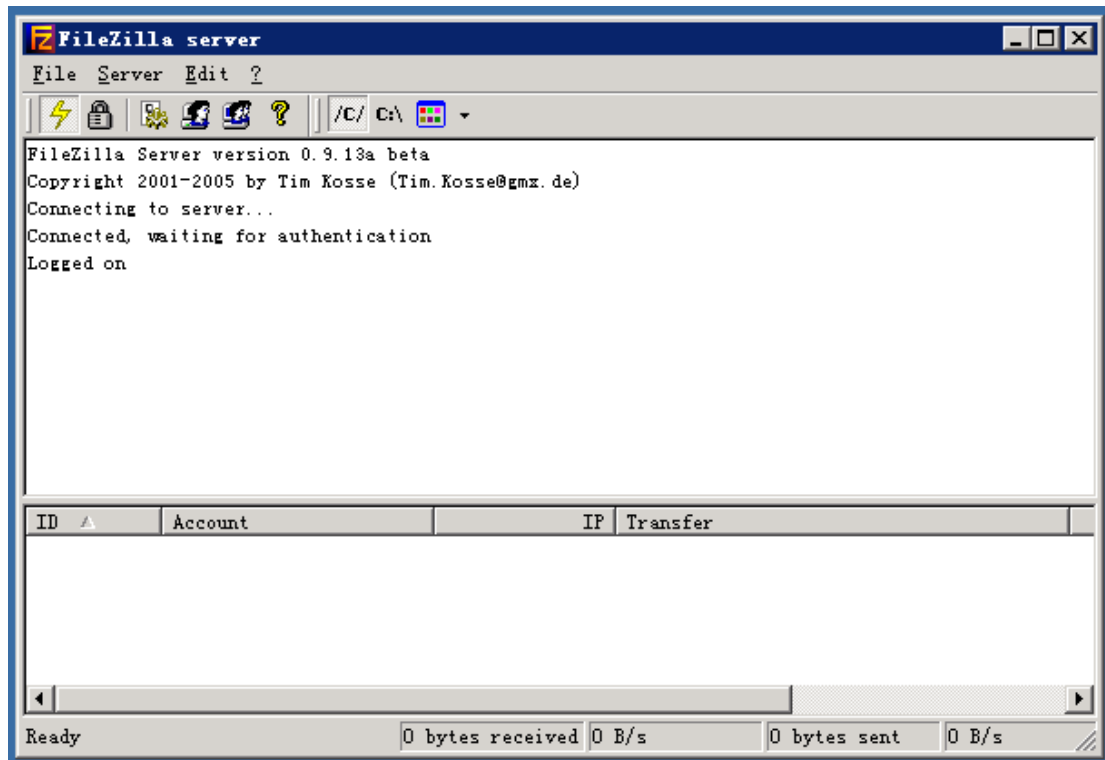 FileZilla server
File Server Edit ?
/C/ C:\
FileZilla Server version 0.9.13a beta
Copyright 2001-2005 by Tim Kosse (Tim.Kosse@gmx.de)
Connecting to server...
Connected, waiting for authentication
Logged on
ID Account IP Transfer
Ready 0 bytes received 0 B/s 0 bytes sent 0 B/s